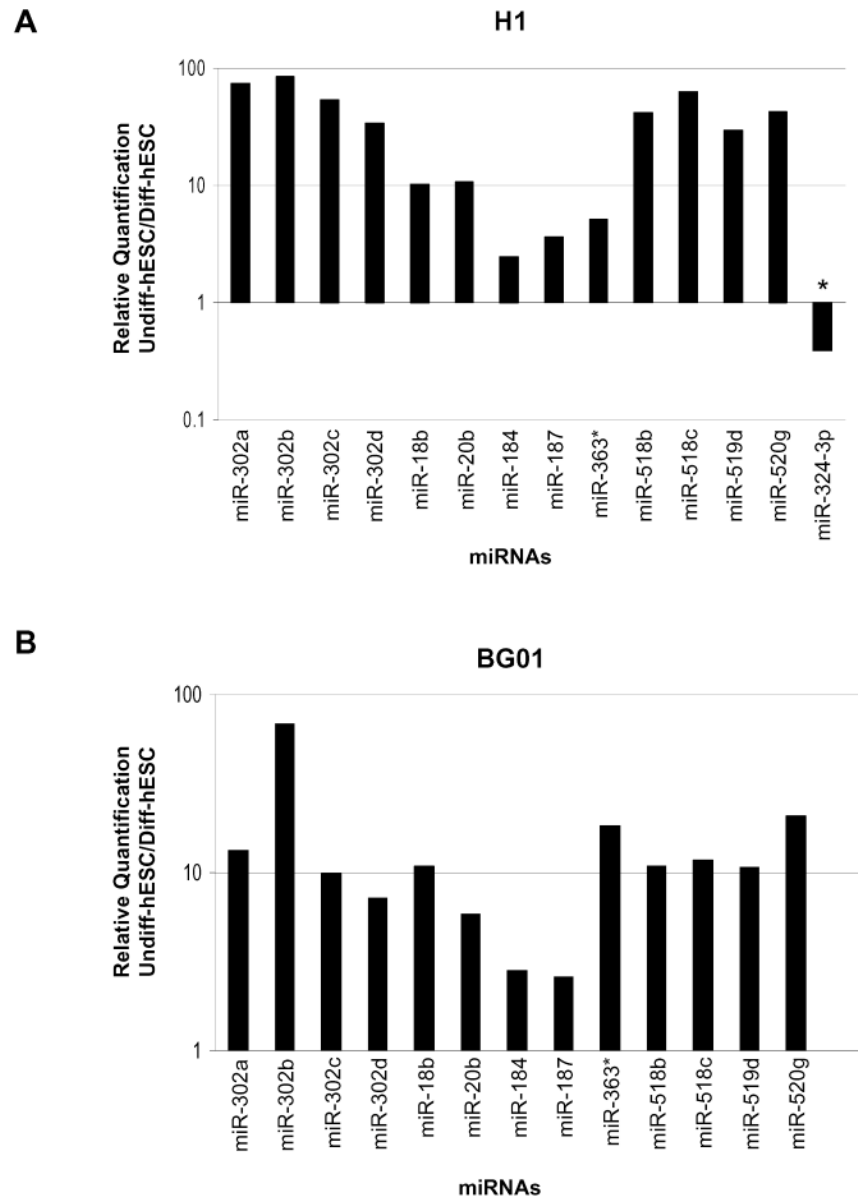 A
H1
Relative Quantification
Undiff-hESC/Diff-hESC
100
10
1
0.1
*
miR-302a
miR-302b
miR-302c
miR-302d
miR-18b
miR-20b
miR-184
miR-187
miR-363*
miR-518b
miR-518c
miR-519d
miR-520g
miR-324-3p
miRNAs
B
BG01
Relative Quantification
Undiff-hESC/Diff-hESC
100
10
1
miR-302a
miR-302b
miR-302c
miR-302d
miR-18b
miR-20b
miR-184
miR-187
miR-363*
miR-518b
miR-518c
miR-519d
miR-520g
miRNAs